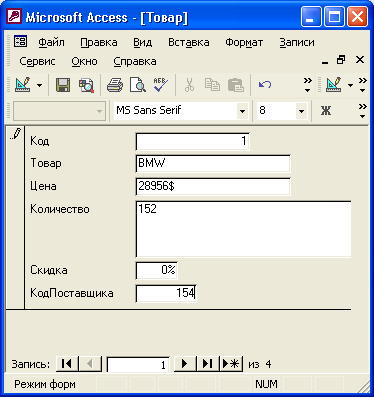 Microsoft Access - [Товар]
Файл Правка Вид Вставка Формат Записи
Сервис Окно Справка
MS Sans Serif 8 Ж
Код 1
Товар BMW
Цена 28956$
Количество 152
Скидка 0%
КодПоставщика 154
Запись: 1 из 4
Режим форм NUM